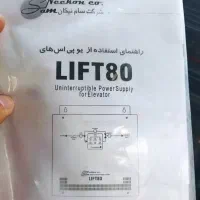 Neckon co.
Sam
شرکت سام نیکان
راهنمای استفاده از یو پی اس های
LIFT80
Uninterruptible Power Supply
for Elevator
LIFT80